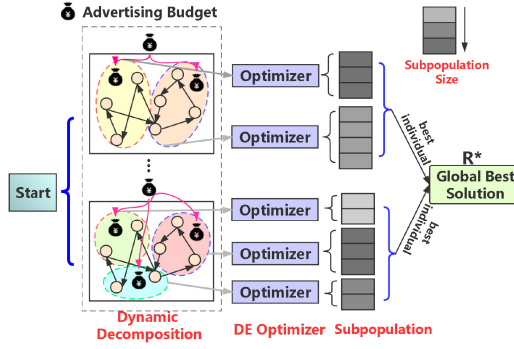 Advertising Budget
¥
¥
¥
Optimizer
Subpopulation
Size
Optimizer
best
individual
¥
R*
Start
Global Best
Solution
Optimizer
¥
¥
best
individual
Optimizer
¥
Optimizer
Dynamic
Decomposition
DE Optimizer
Subpopulation
¥